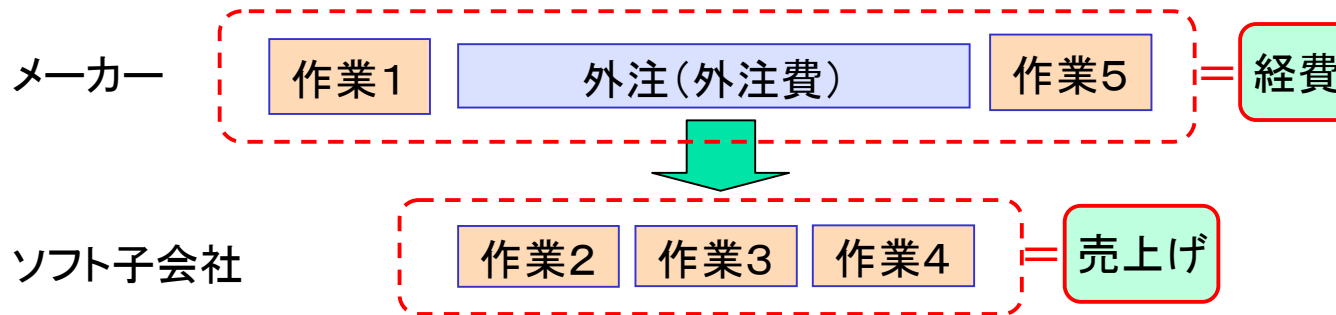 メーカー
作業1
外注(外注費)
作業5
=
経費
ソフト子会社
作業2
作業3
作業4
=
売上げ